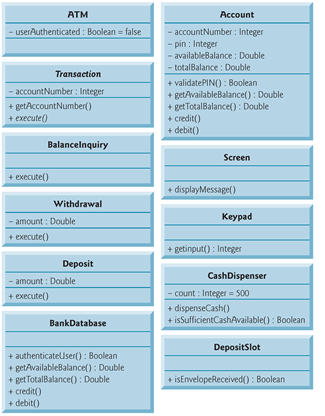 ATM
– userAuthenticated : Boolean = false
Transaction
– accountNumber : Integer
+ getAccountNumber()
+ execute()
BalanceInquiry
+ execute()
Withdrawal
– amount : Double
+ execute()
Deposit
– amount : Double
+ execute()
BankDatabase
+ authenticateUser() : Boolean
+ getAvailableBalance() : Double
+ getTotalBalance() : Double
+ credit()
+ debit()
Account
– accountNumber : Integer
– pin : Integer
– availableBalance : Double
– totalBalance : Double
+ validatePIN() : Boolean
+ getAvailableBalance() : Double
+ getTotalBalance() : Double
+ credit()
+ debit()
Screen
+ displayMessage()
Keypad
+ getinput() : Integer
CashDispenser
– count : Integer = 500
+ dispenseCash()
+ isSufficientCashAvailable() : Boolean
DepositSlot
+ isEnvelopeReceived() : Boolean